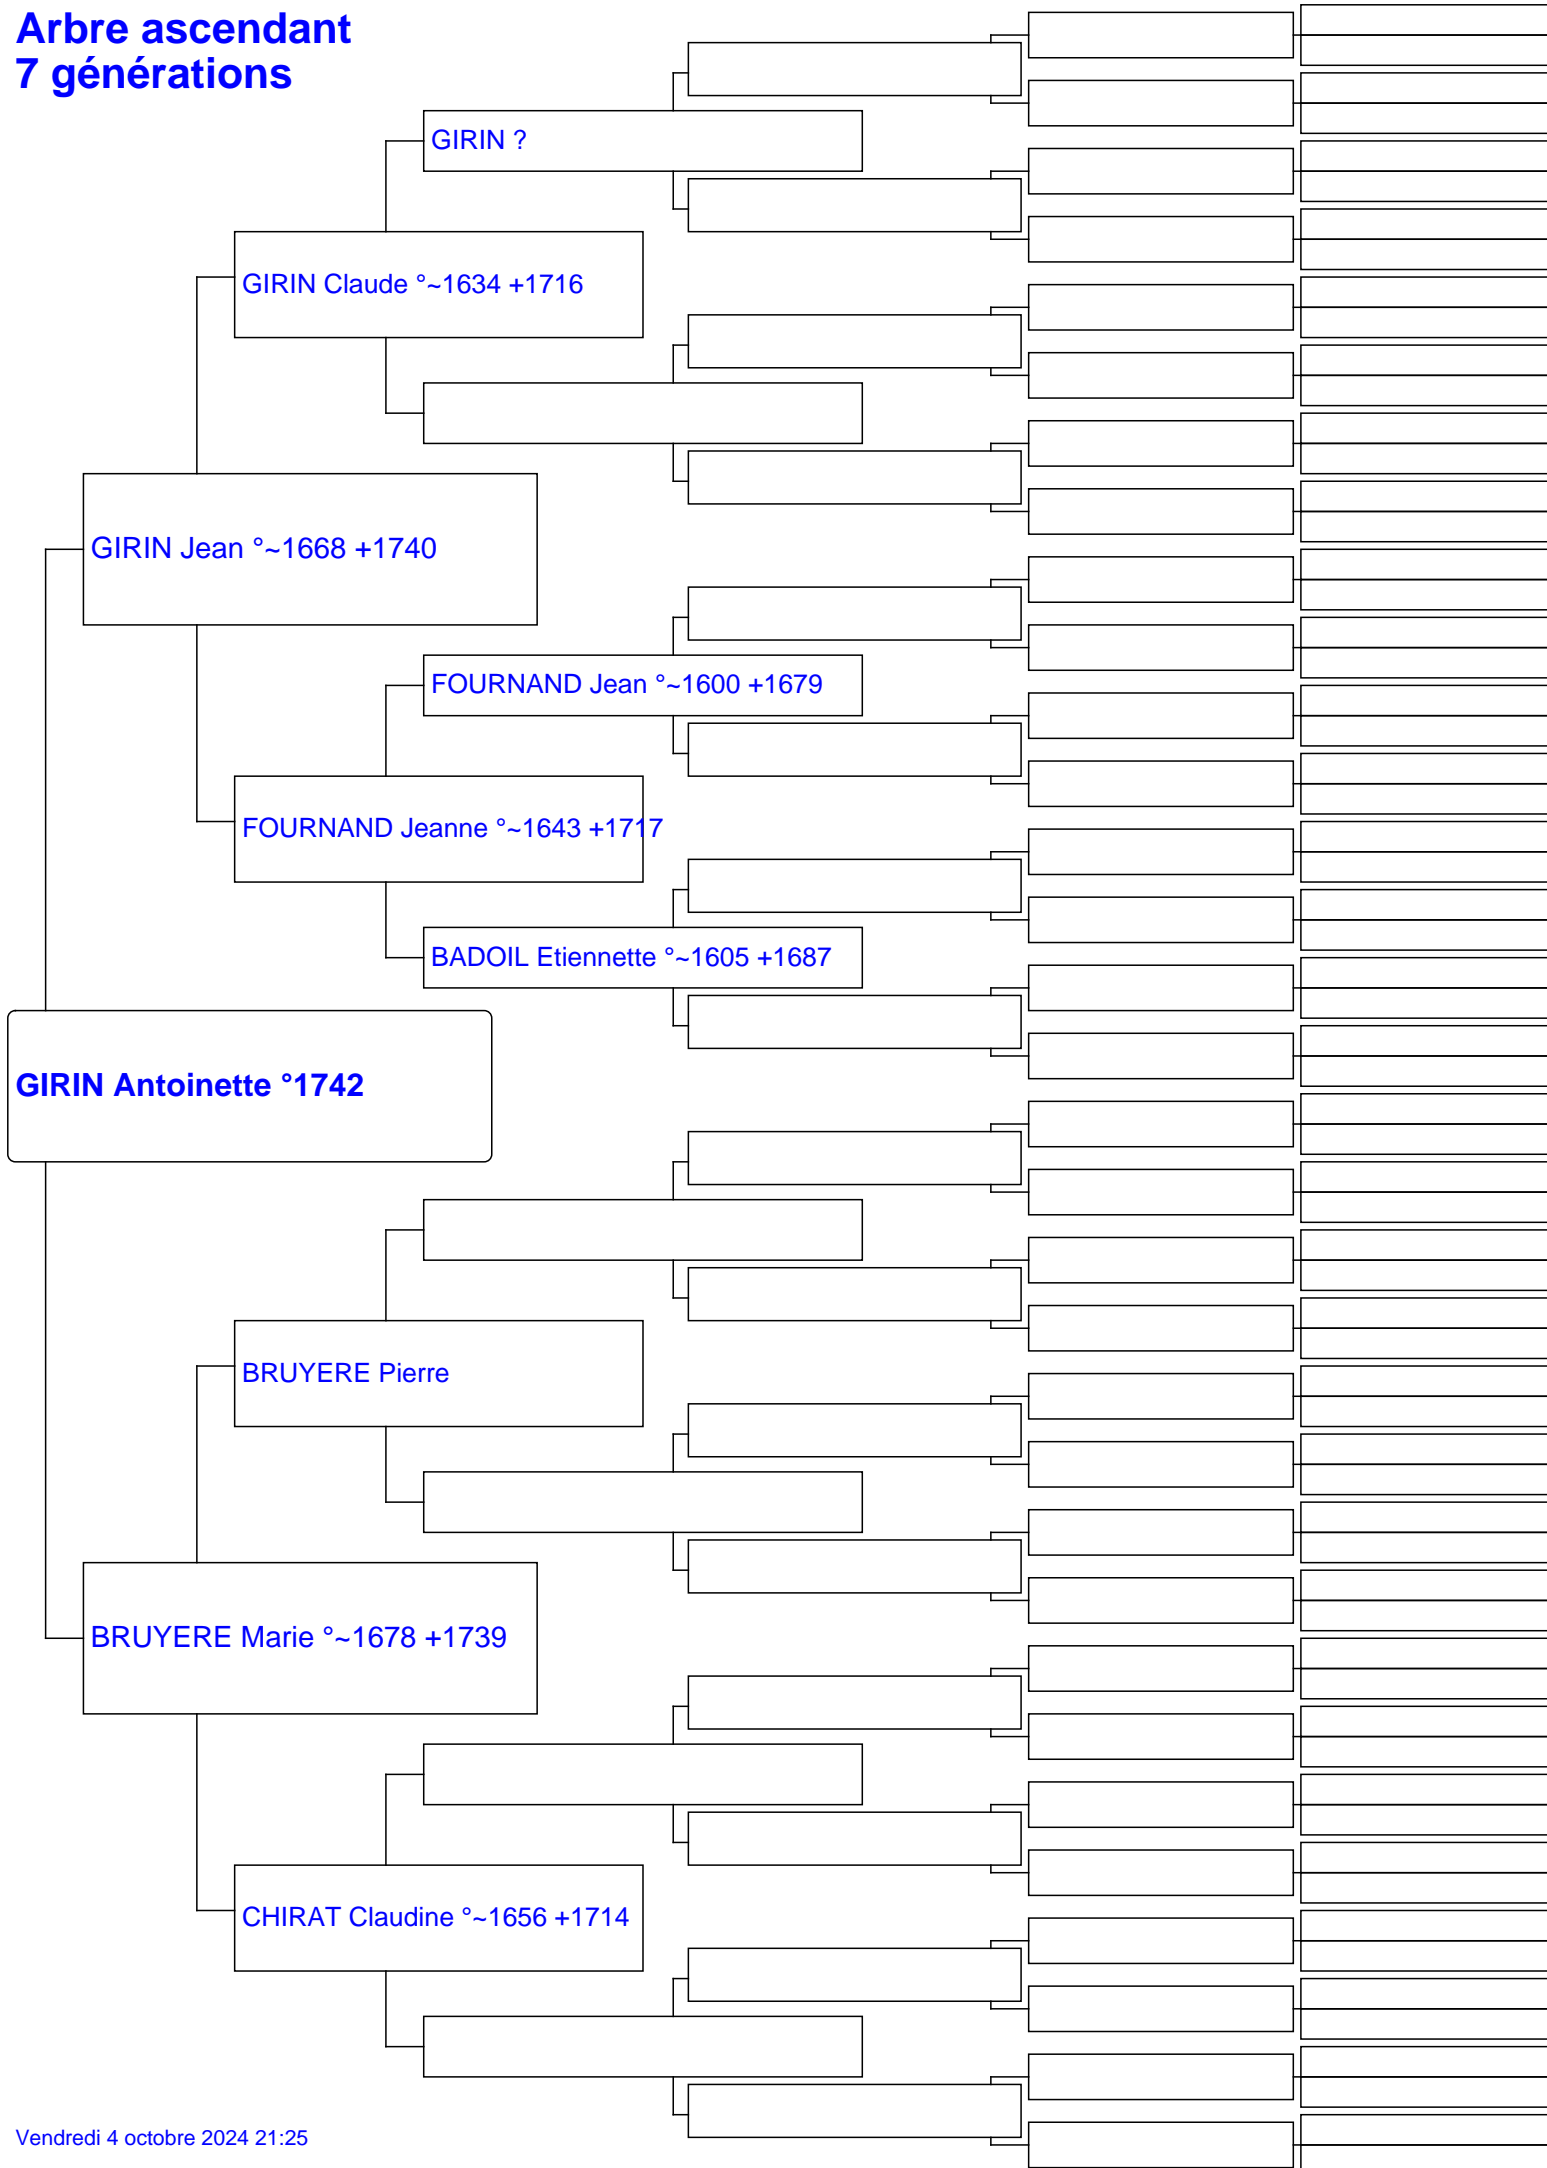 Arbre ascendant
7 générations
GIRIN ?
GIRIN Claude °~1634 +1716
GIRIN Jean °~1668 +1740
FOURNAND Jean °~1600 +1679
FOURNAND Jeanne °~1643 +1717
BADOIL Etiennette °~1605 +1687
GIRIN Antoinette °1742
BRUYERE Pierre
BRUYERE Marie °~1678 +1739
CHIRAT Claudine °~1656 +1714
Vendredi 4 octobre 2024 21:25